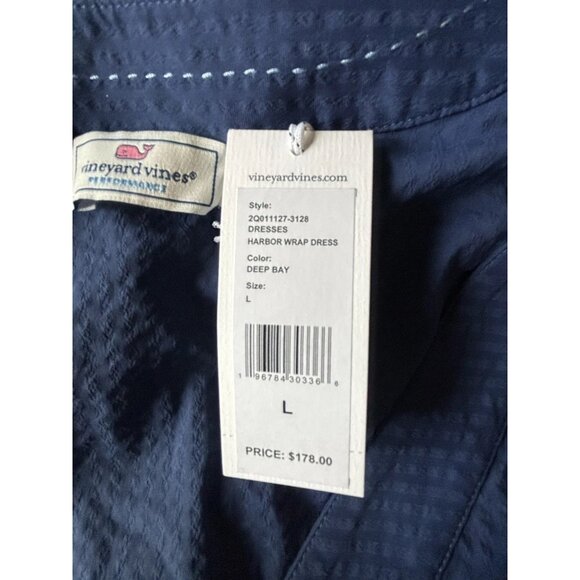 vineyard vines®
PERFORMANCE
vineyardvines.com
Style:
2Q011127-3128
DRESSES
HARBOR WRAP DRESS
Color:
DEEP BAY
Size:
L
1 96784 30336 8
L
PRICE: $178.00